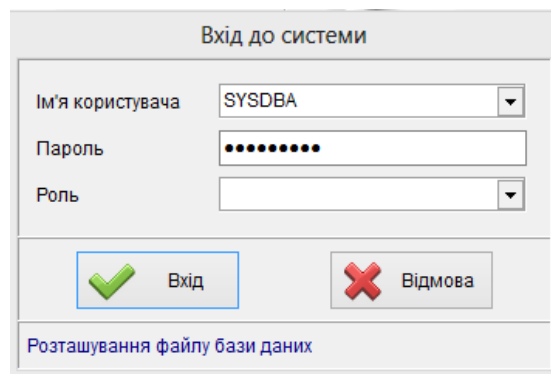 Вхід до системи
Ім'я користувача SYSDBA
Пароль •••••••••
Роль
Вхід Відмова
Розташування файлу бази даних